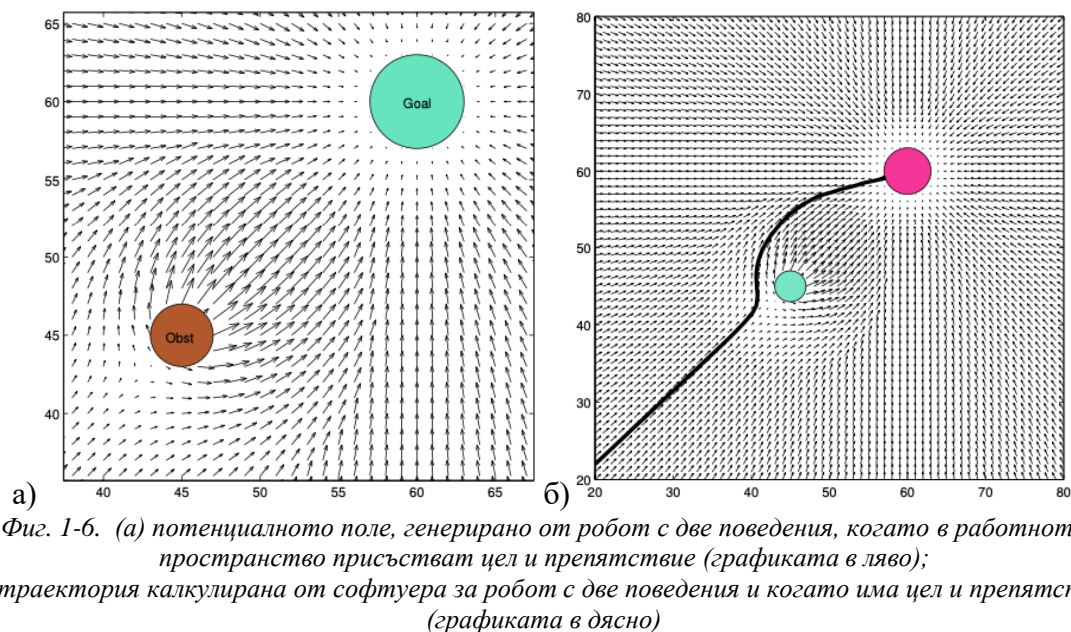 65
60
55
50
45
40
Goal
Obst
40 45 50 55 60 65
а)
80
70
60
50
40
30
20
20 30 40 50 60 70 80
б)
Фиг. 1-6. (а) потенциалното поле, генерирано от робот с две поведения, когато в
пространство присъстват цел и препятствие (графиката в ляво);
траектория калкулирана от софтуера за робот с две поведения и когато има цел и
(графиката в дясно)